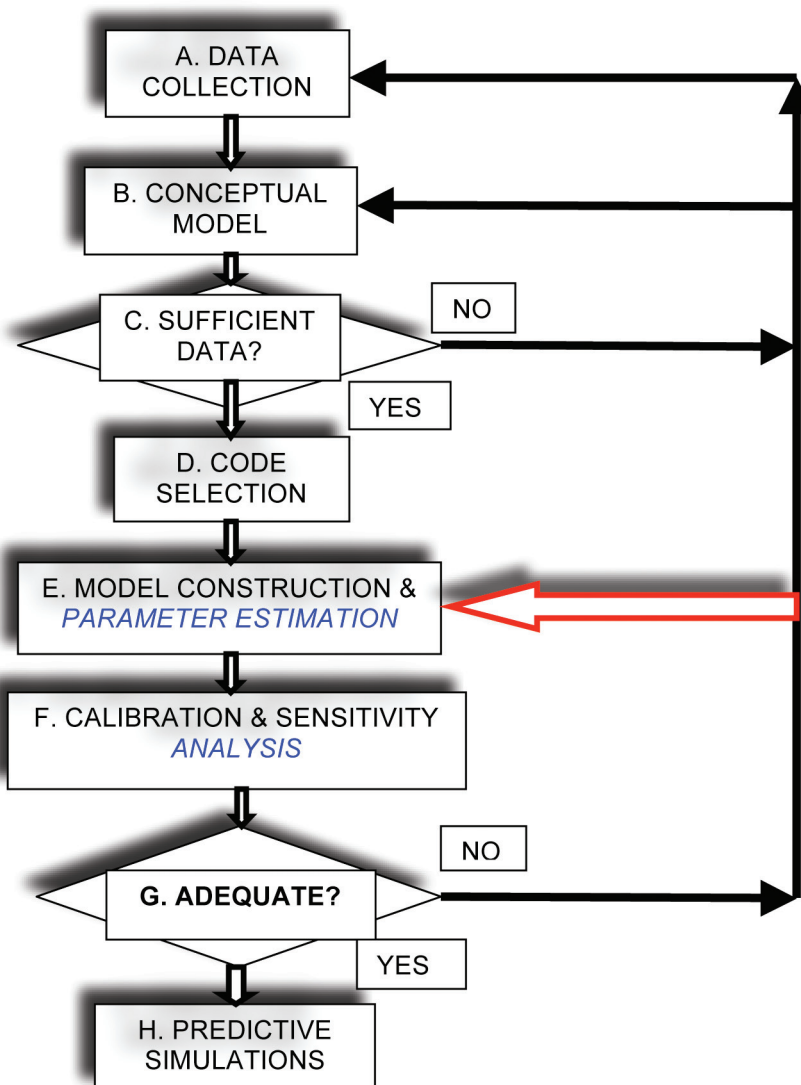 A. DATA
COLLECTION
B. CONCEPTUAL
MODEL
C. SUFFICIENT
DATA?
NO
YES
D. CODE
SELECTION
E. MODEL CONSTRUCTION &
PARAMETER ESTIMATION
F. CALIBRATION & SENSITIVITY
ANALYSIS
NO
G. ADEQUATE?
YES
H. PREDICTIVE
SIMULATIONS